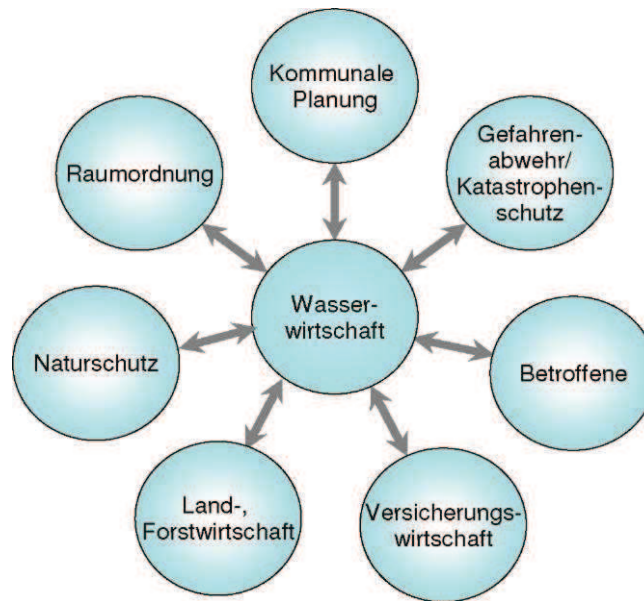 Kommunale
Planung
Gefahren-
abwehr/
Katastrophen-
schutz
Raumordnung
Wasser-
wirtschaft
Naturschutz
Betroffene
Land-,
Forstwirtschaft
Versicherungs-
wirtschaft